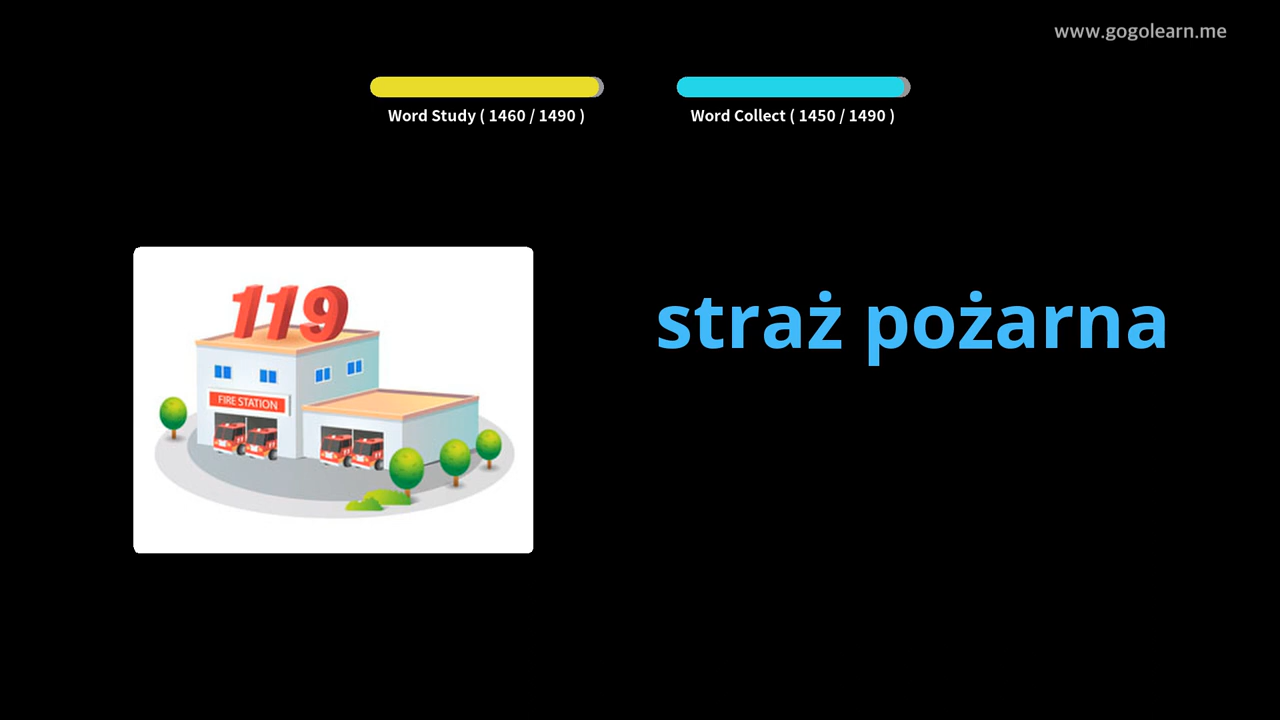 www.gogolearn.me
Word Study ( 1460 / 1490 )
Word Collect ( 1450 / 1490 )
119
FIRE STATION
straż pożarna